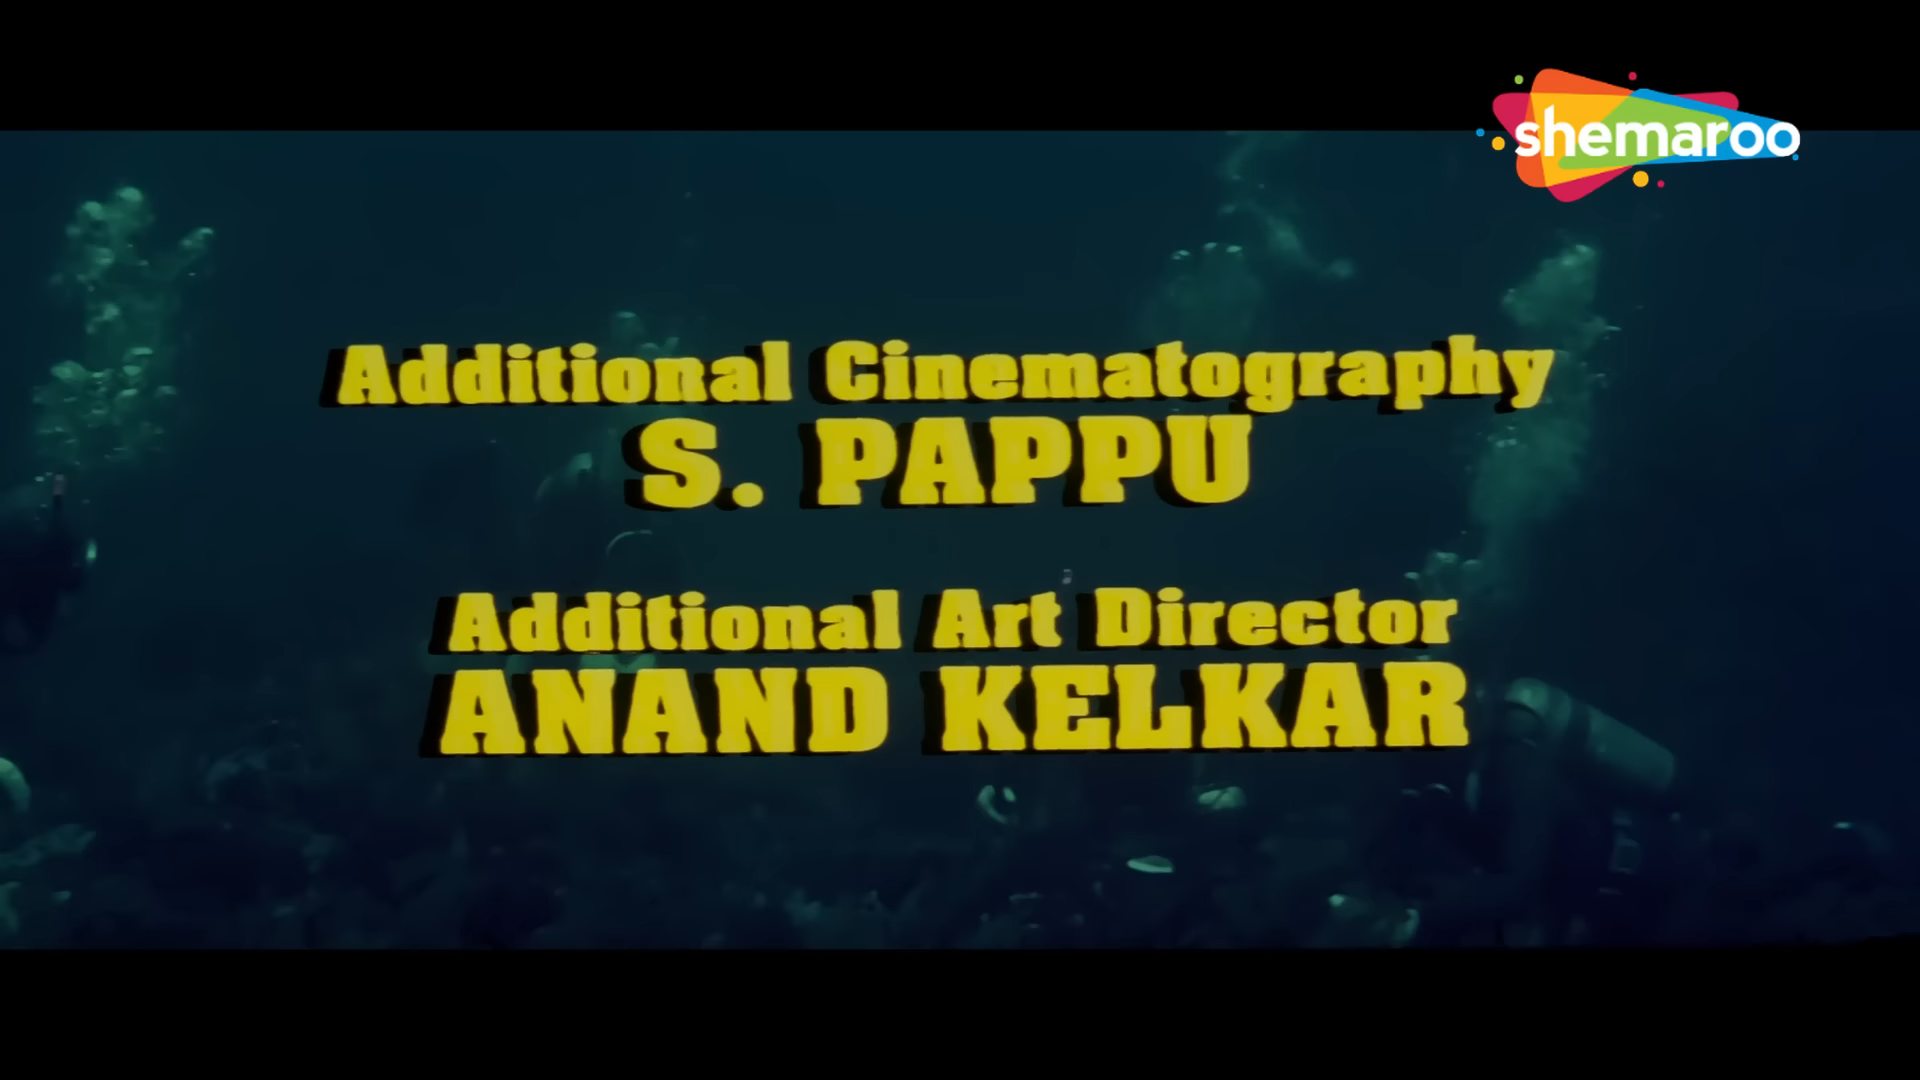 shemaroo
Additional Cinematography
S. PAPPU
Additional Art Director
ANAND KELKAR